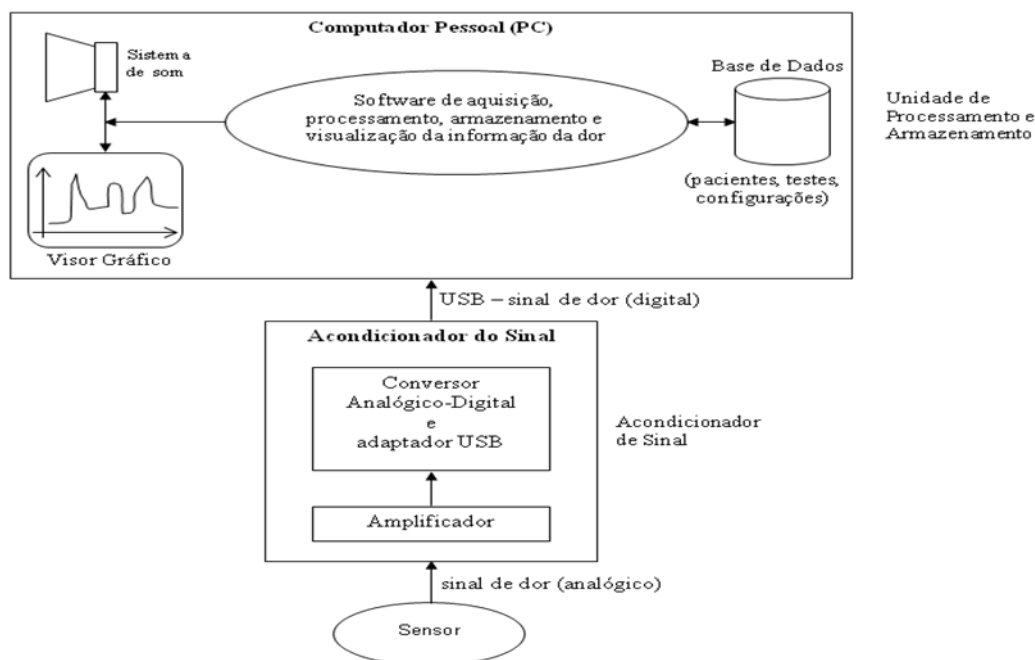 Computador Pessoal (PC)
Sistema
de som
Software de aquisição,
processamento, armazenamento e
visualização da informação da dor
Base de Dados
(pacientes, testes,
configurações)
Visor Gráfico
Unidade de
Processamento e
Armazenamento
USB – sinal de dor (digital)
Acondicionador do Sinal
Conversor
Analógico-Digital
e
adaptador USB
Amplificador
Acondicionador
de Sinal
sinal de dor (analógico)
Sensor